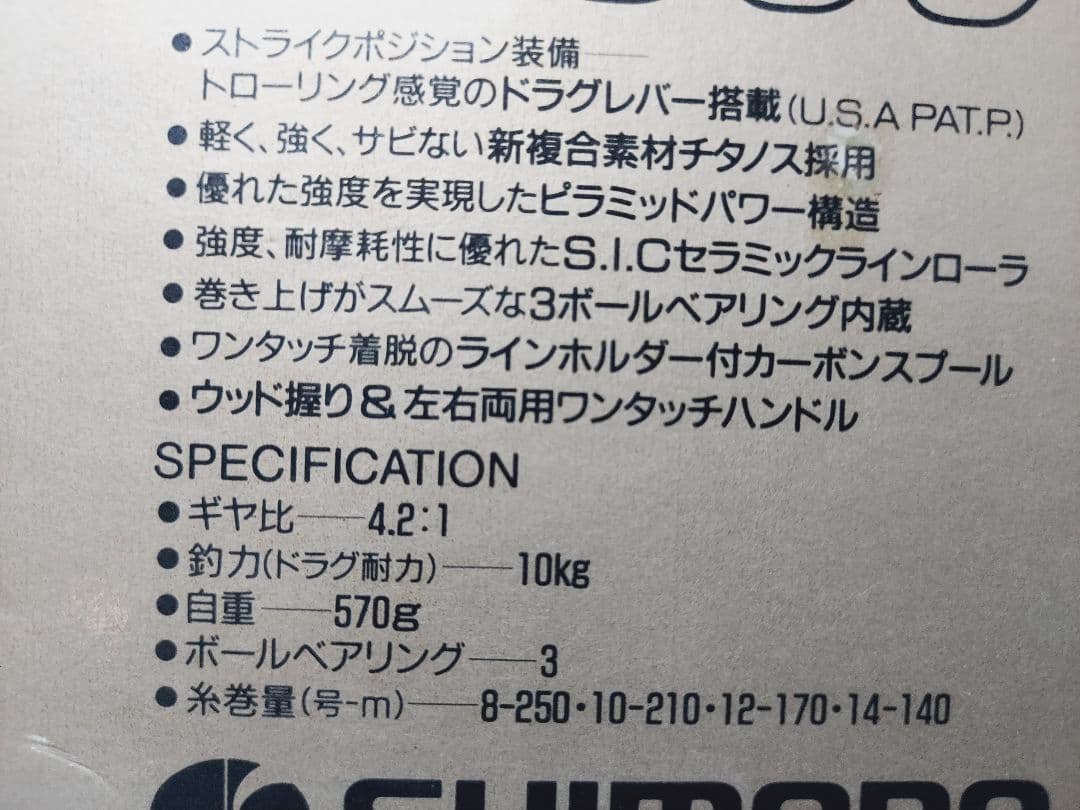 ●ストライクポジション装備——
トローリング感覚のドラグレバー搭載(U.S.A PAT.P.)
●軽く、強く、サビない新複合素材チタノス採用
●優れた強度を実現したピラミッドパワー構造
●強度、耐摩耗性に優れたS.I.Cセラミックラインローラ
●巻き上げがスムーズな3ボールベアリング内蔵
●ワンタッチ着脱のラインホルダー付カーボンスプール
●ウッド握り&左右両用ワンタッチハンドル
SPECIFICATION
●ギヤ比——4.2:1
●釣力(ドラグ耐力)——10kg
●自重——570g
●ボールベアリング——3
●糸巻量(号-m)——8-250・10-210・12-170・14-140
SHIMANO